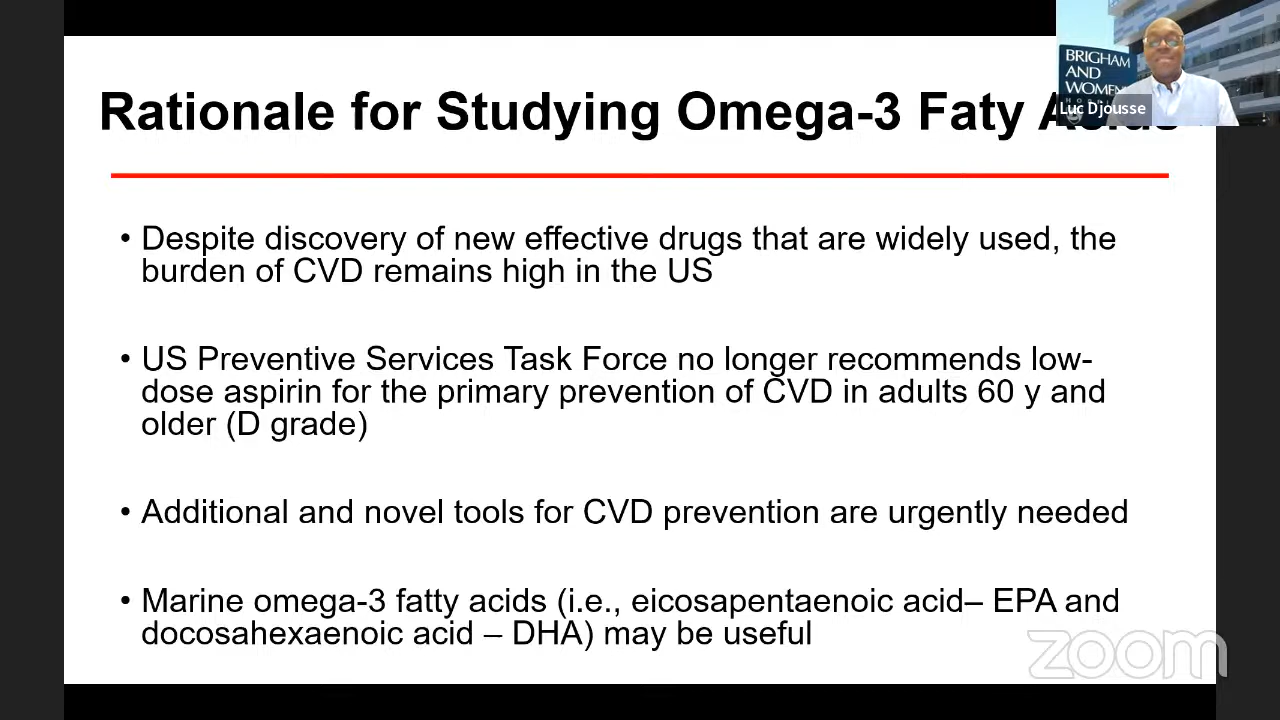 Rationale for Studying Omega-3 Faty Acids
BRIGHAM
AND
WOMEN
Luc Djousse
• Despite discovery of new effective drugs that are widely used, the
burden of CVD remains high in the US
• US Preventive Services Task Force no longer recommends low-
dose aspirin for the primary prevention of CVD in adults 60 y and
older (D grade)
• Additional and novel tools for CVD prevention are urgently needed
• Marine omega-3 fatty acids (i.e., eicosapentaenoic acid– EPA and
docosahexaenoic acid – DHA) may be useful
zoom